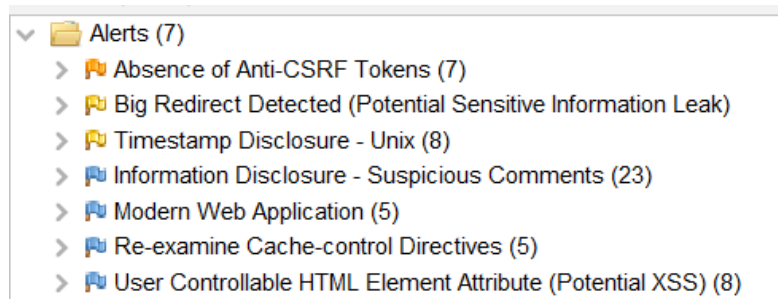 Alerts (7)
Absence of Anti-CSRF Tokens (7)
Big Redirect Detected (Potential Sensitive Information Leak)
Timestamp Disclosure - Unix (8)
Information Disclosure - Suspicious Comments (23)
Modern Web Application (5)
Re-examine Cache-control Directives (5)
User Controllable HTML Element Attribute (Potential XSS) (8)